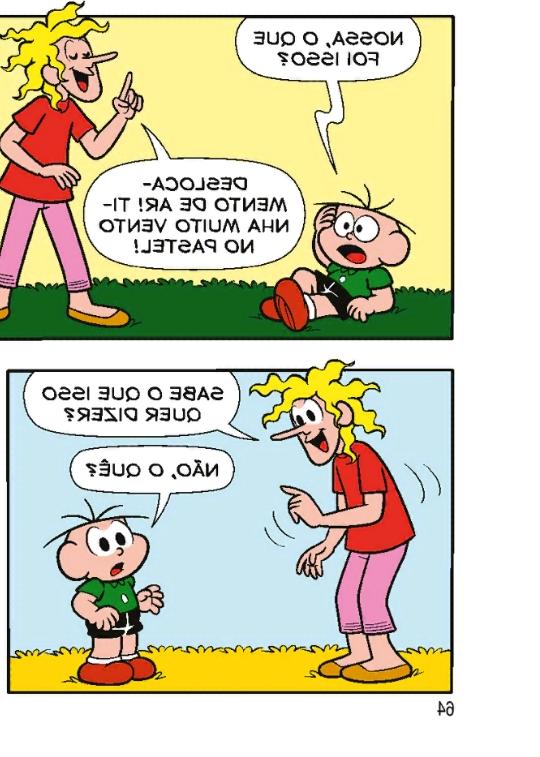 NOSSA, O QUE
FOI ISSO?
DESLOCA-
MENTO DE AR! TI-
NHA MUITO VENTO
NO PASTEL!
SABE O QUE ISSO
QUER DIZER?
NÃO, O QUÊ?
64